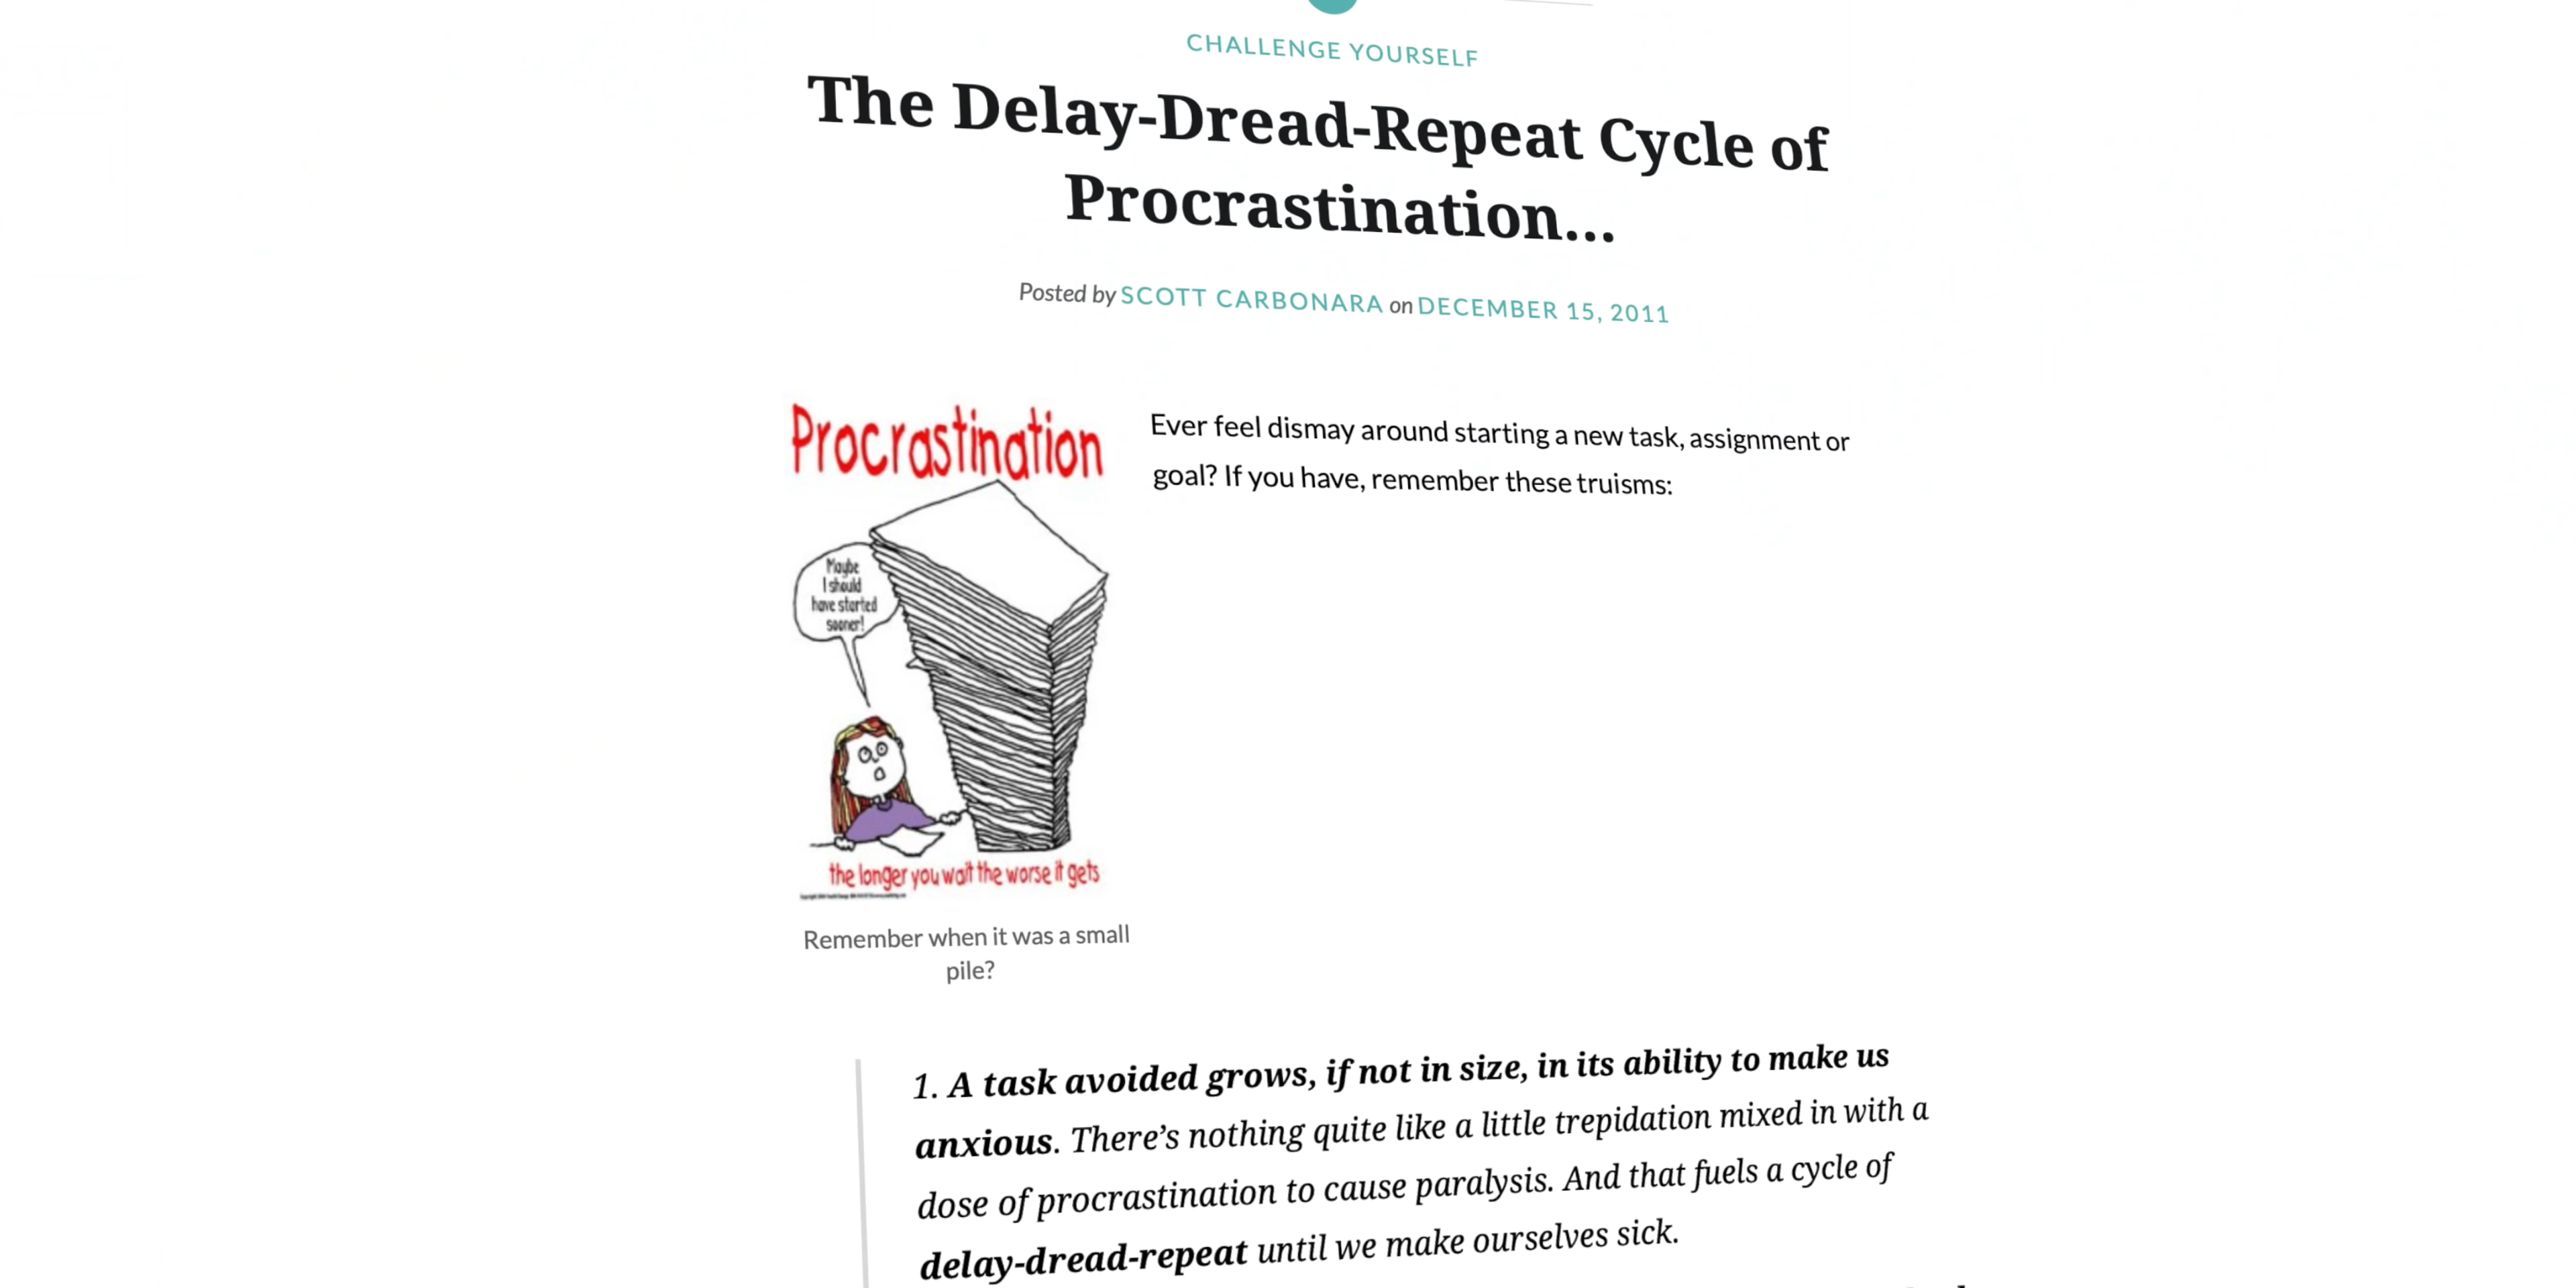 CHALLENGE YOURSELF
The Delay-Dread-Repeat Cycle of
Procrastination...
Posted by SCOTT CARBONARA on DECEMBER 15, 2011
Procrastination
Ever feel dismay around starting a new task, assignment or
goal? If you have, remember these truisms:
Maybe
I should
have started
sooner!
the longer you wait the worse it gets
Remember when it was a small
pile?
1. A task avoided grows, if not in size, in its ability to make us
anxious. There’s nothing quite like a little trepidation mixed in with a
dose of procrastination to cause paralysis. And that fuels a cycle of
delay-dread-repeat until we make ourselves sick.